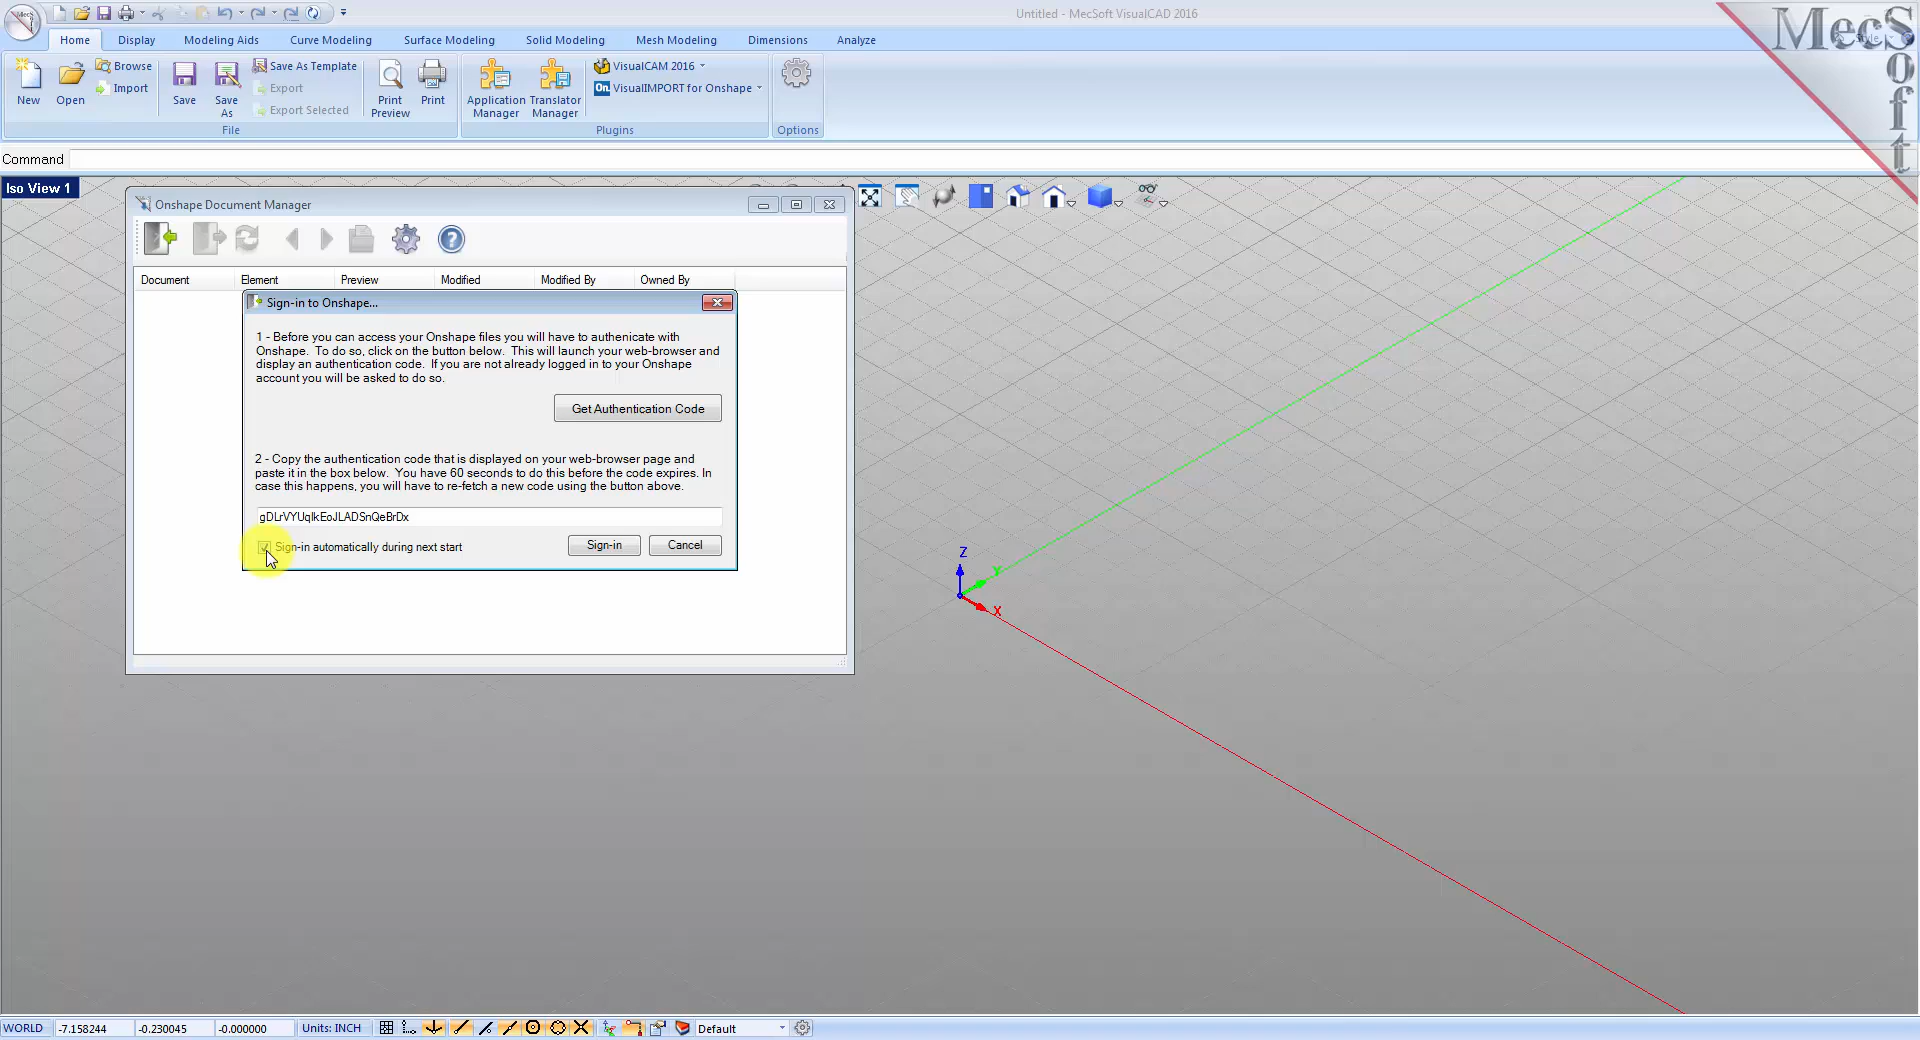 Untitled - MecSoft VisualCAD 2016
Home Display Modeling Aids Curve Modeling Surface Modeling Solid Modeling Mesh Modeling Dimensions Analyze
New
Open
Browse
Import
Save
Save As
Save As Template
Export
Export Selected
Print Preview
Print
File
Application Manager
Translator Manager
VisualCAM 2016
On VisualIMPORT for Onshape
Plugins
Options
MecSoft
Command
Iso View 1
Onshape Document Manager
Document Element Preview Modified Modified By Owned By
Sign-in to Onshape...
1 - Before you can access your Onshape files you will have to authenicate with
Onshape. To do so, click on the button below. This will launch your web-browser and
display an authentication code. If you are not already logged in to your Onshape
account you will be asked to do so.
Get Authentication Code
2 - Copy the authentication code that is displayed on your web-browser page and
paste it in the box below. You have 60 seconds to do this before the code expires. In
case this happens, you will have to re-fetch a new code using the button above.
Sign-in automatically during next start
Sign-in Cancel
Z
Y
X
WORLD -7.158244 -0.230045 -0.000000 Units: INCH Default